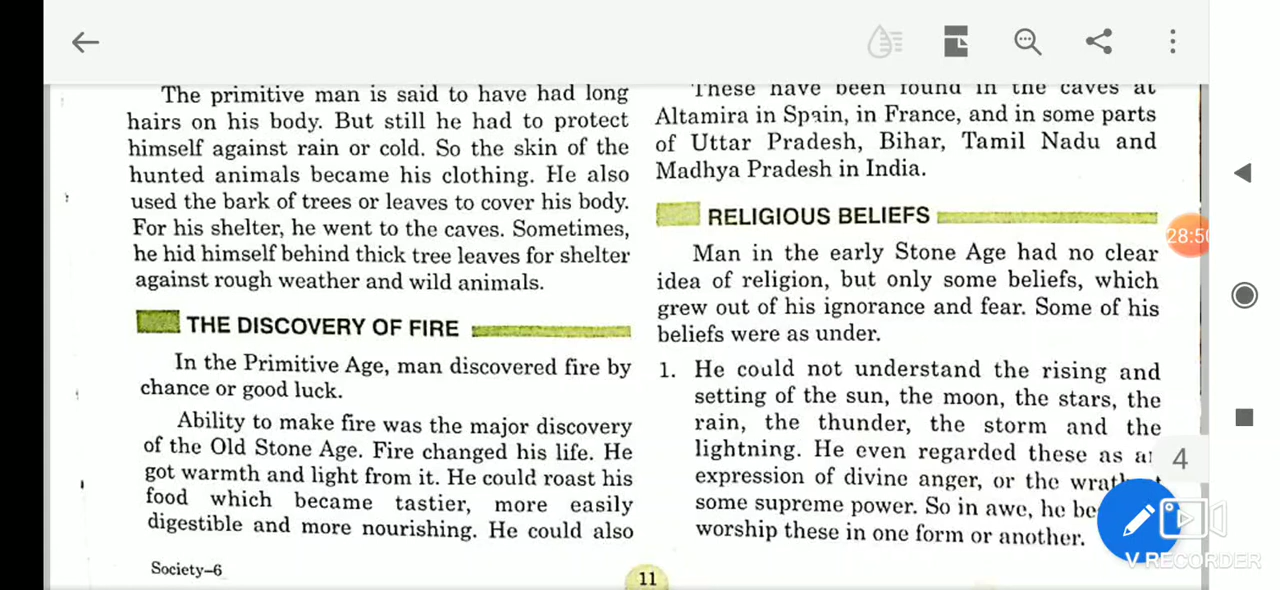 The primitive man is said to have had long
hairs on his body. But still he had to protect
himself against rain or cold. So the skin of the
hunted animals became his clothing. He also
used the bark of trees or leaves to cover his body.
For his shelter, he went to the caves. Sometimes,
he hid himself behind thick tree leaves for shelter
against rough weather and wild animals.
THE DISCOVERY OF FIRE
In the Primitive Age, man discovered fire by
chance or good luck.
Ability to make fire was the major discovery
of the Old Stone Age. Fire changed his life. He
got warmth and light from it. He could roast his
food which became tastier, more easily
digestible and more nourishing. He could also
Society–6
11
These have been found in the caves at
Altamira in Spain, in France, and in some parts
of Uttar Pradesh, Bihar, Tamil Nadu and
Madhya Pradesh in India.
RELIGIOUS BELIEFS
Man in the early Stone Age had no clear
idea of religion, but only some beliefs, which
grew out of his ignorance and fear. Some of his
beliefs were as under.
1. He could not understand the rising and
setting of the sun, the moon, the stars, the
rain, the thunder, the storm and the
lightning. He even regarded these as
expression of divine anger, or the
some supreme power. So in awe, he
worship these in one form or another.
28:50
4
V RECORDER